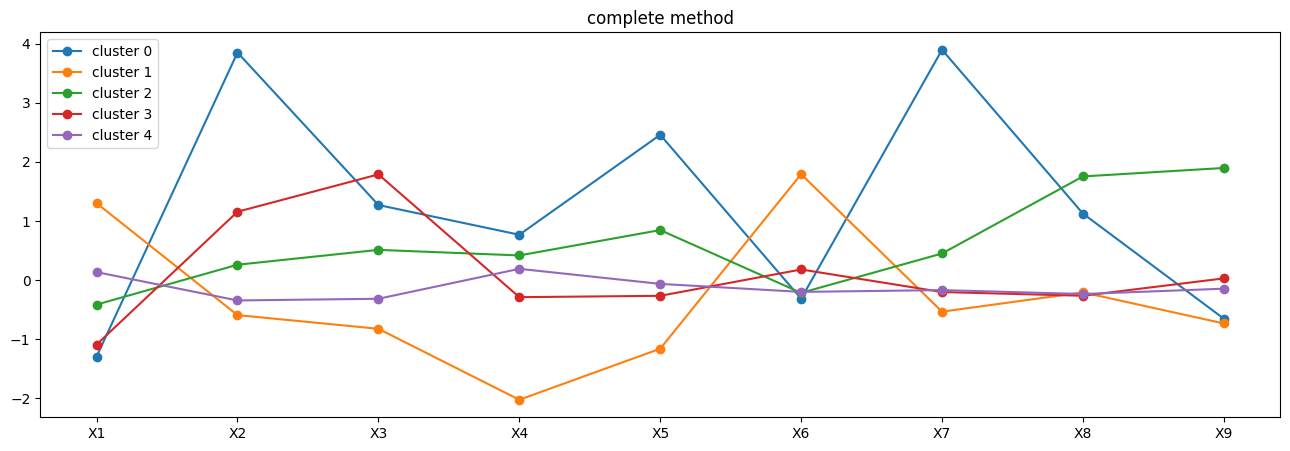 complete method
cluster 0
cluster 1
cluster 2
cluster 3
cluster 4
4
3
2
1
0
−1
−2
X1 X2 X3 X4 X5 X6 X7 X8 X9